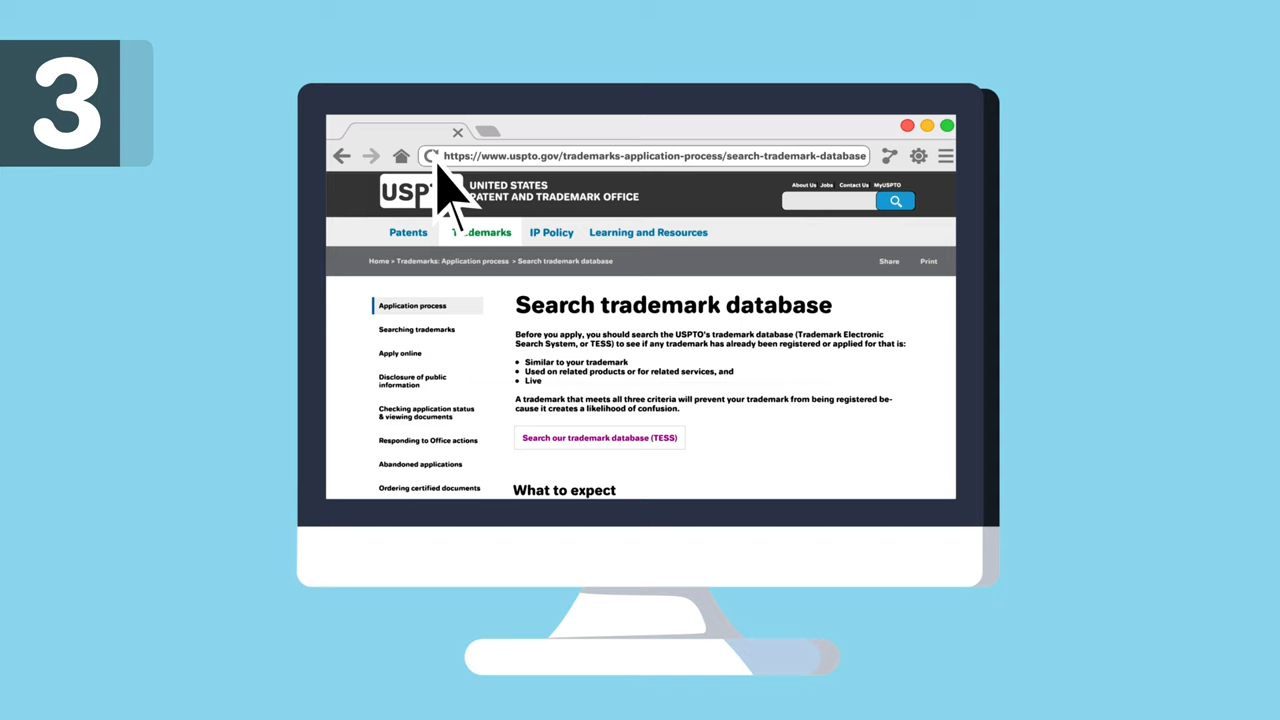 3
https://www.uspto.gov/trademarks-application-process/search-trademark-database
UNITED STATES
PATENT AND TRADEMARK OFFICE
About Us Jobs Contact Us MyUSPTO
Patents
IP Policy
Learning and Resources
Home > Trademarks: Application process > Search trademark database
Share Print
Application process
Searching trademarks
Apply online
Disclosure of public
information
Checking application status
& viewing documents
Responding to Office actions
Abandoned applications
Ordering certified documents
Search trademark database
Before you apply, you should search the USPTO's trademark database (Trademark Electronic
Search System, or TESS) to see if any trademark has already been registered or applied for that is:
• Similar to your trademark
• Used on related products or for related services, and
• Live
A trademark that meets all three criteria will prevent your trademark from being registered be-
cause it creates a likelihood of confusion.
Search our trademark database (TESS)
What to expect